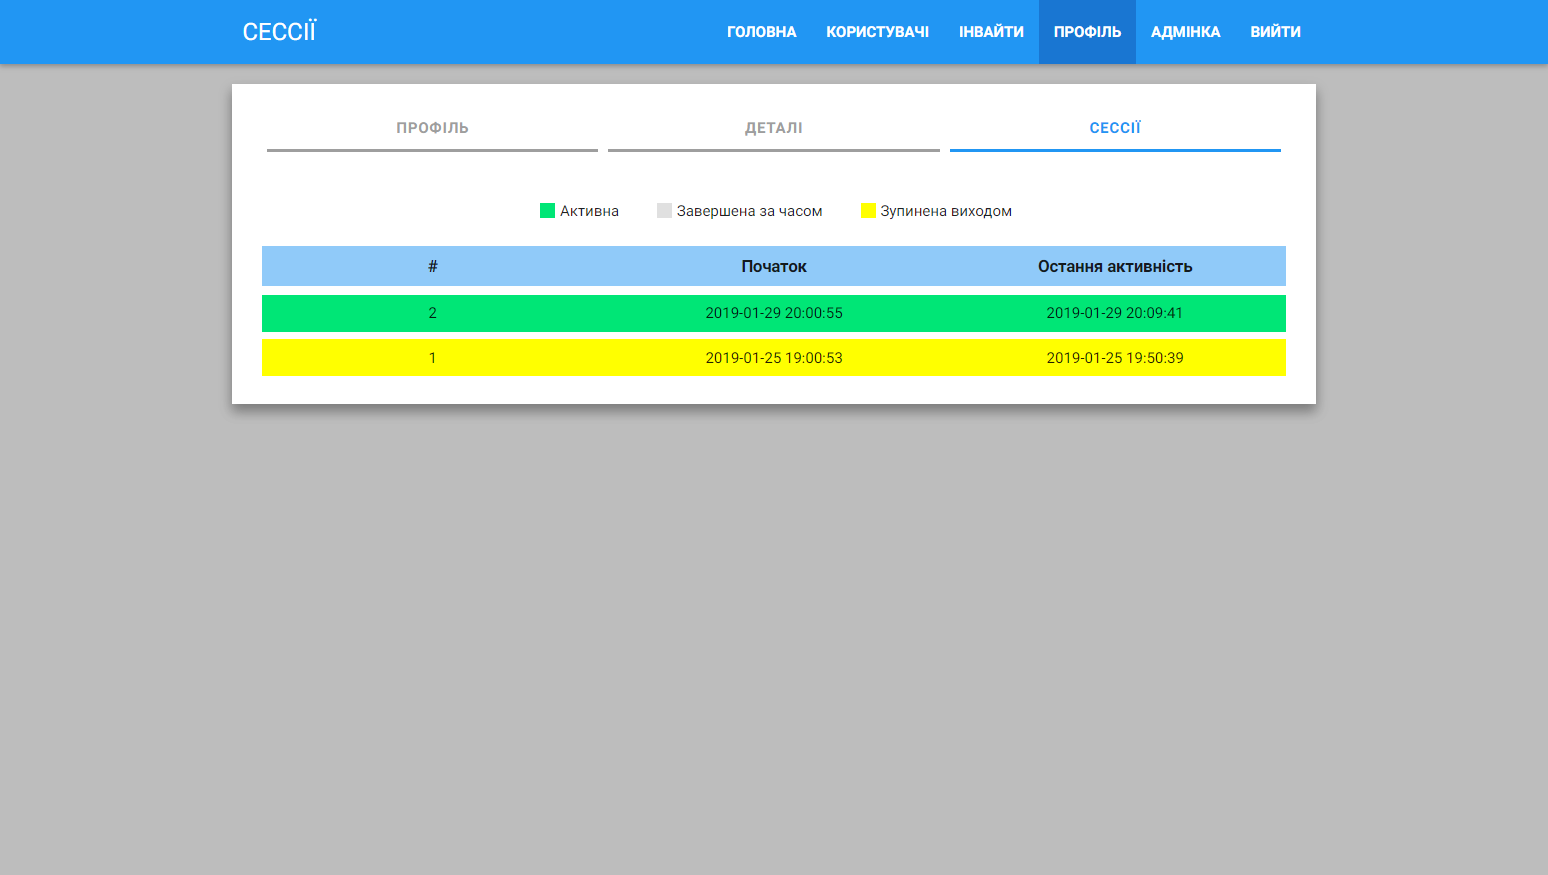 СЕССІЇ ГОЛОВНА КОРИСТУВАЧІ ІНВАЙТИ ПРОФІЛЬ АДМІНКА ВИЙТИ
ПРОФІЛЬ ДЕТАЛІ СЕССІЇ
Активна Завершена за часом Зупинена виходом
# Початок Остання активність
2 2019-01-29 20:00:55 2019-01-29 20:09:41
1 2019-01-25 19:00:53 2019-01-25 19:50:39